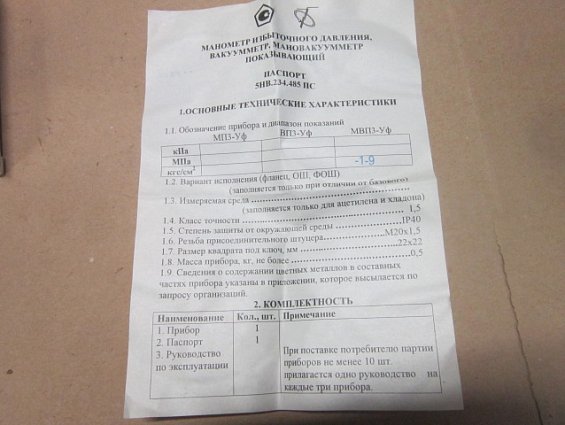 МАНОМЕТР ИЗБЫТОЧНОГО ДАВЛЕНИЯ,
ВАКУУММЕТР, МАНОВАКУУММЕТР
ПОКАЗЫВАЮЩИЙ
ПАСПОРТ
5НВ.234.485 ПС
1.ОСНОВНЫЕ ТЕХНИЧЕСКИЕ ХАРАКТЕРИСТИКИ
1.1. Обозначение прибора и диапазон показаний
МП3-Уф ВП3-Уф МВП3-Уф
кПа
МПа -1-9
кгс/см²
1.2. Вариант исполнения (фланец, ОШ, ФОШ)
(заполняется только при отличии от базового)
1.3. Измеряемая среда
(заполняется только для ацетилена и хладона)
1.4. Класс точности 1,5
1.5. Степень защиты от окружающей среды IP40
1.6. Резьба присоединительного штуцера М20х1,5
1.7. Размер квадрата под ключ, мм 22х22
1.8. Масса прибора, кг, не более 0,5
1.9 Сведения о содержании цветных металлов в составных
частях прибора указаны в приложении, которое высылается по
запросу организаций.
2. КОМПЛЕКТНОСТЬ
Наименование Кол., шт. Примечание
1. Прибор 1
2. Паспорт 1
3. Руководство При поставке потребителю партии
по эксплуатации приборов не менее 10 шт.
прилагается одно руководство на
каждые три прибора.